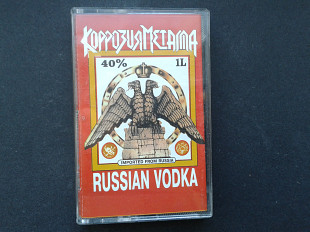 Коррозия Металла
40% 1L
IMPORTED FROM RUSSIA
RUSSIAN VODKA